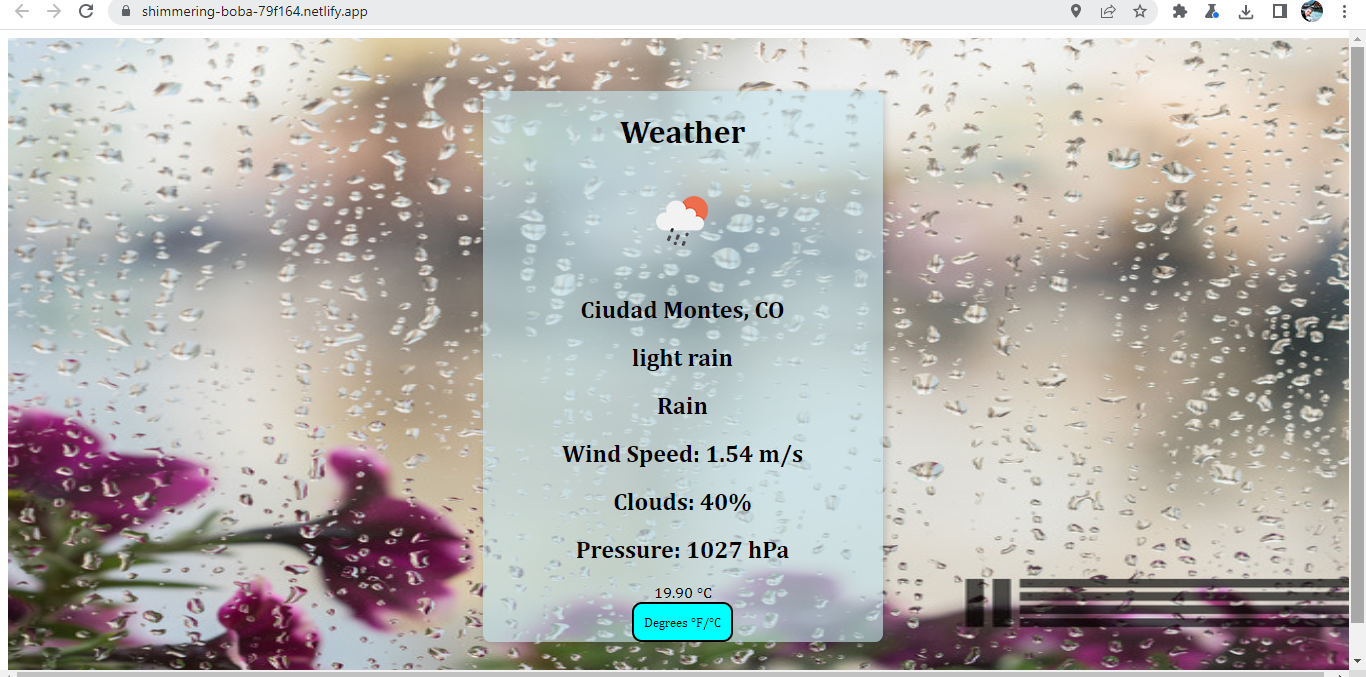 shimmering-boba-79f164.netlify.app
Weather
Ciudad Montes, CO
light rain
Rain
Wind Speed: 1.54 m/s
Clouds: 40%
Pressure: 1027 hPa
19.90 °C
Degrees °F/°C